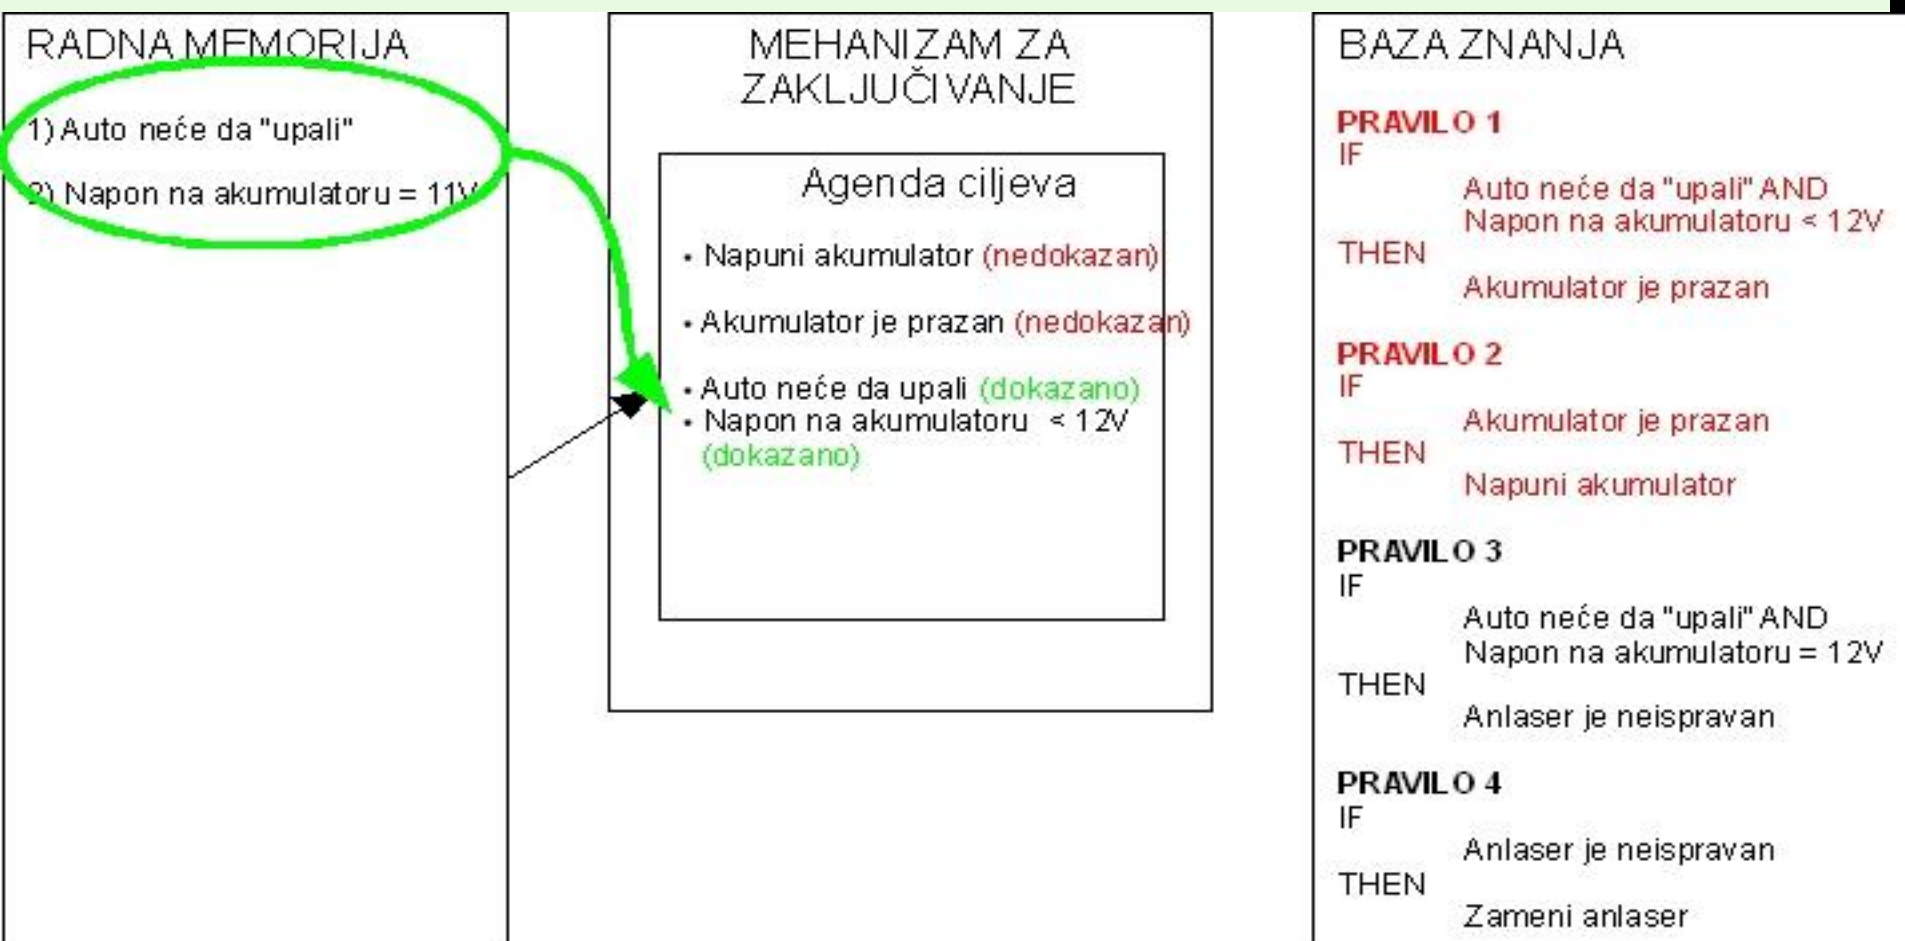 RADNA MEMORIJA
1) Auto neće da "upali"
2) Napon na akumulatoru = 11V
MEHANIZAM ZA
ZAKLJUČIVANJE
Agenda ciljeva
• Napuni akumulator (nedokazan)
• Akumulator je prazan (nedokazan)
• Auto neće da upali (dokazano)
• Napon na akumulatoru < 12V
(dokazano)
BAZA ZNANJA
PRAVILO 1
IF
Auto neće da "upali" AND
Napon na akumulatoru < 12V
THEN
Akumulator je prazan
PRAVILO 2
IF
Akumulator je prazan
THEN
Napuni akumulator
PRAVILO 3
IF
Auto neće da "upali" AND
Napon na akumulatoru = 12V
THEN
Anlaser je neispravan
PRAVILO 4
IF
Anlaser je neispravan
THEN
Zameni anlaser